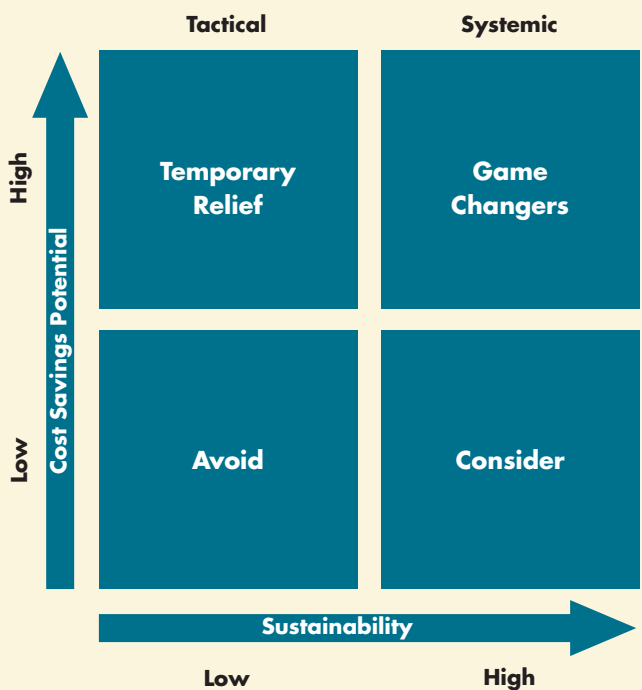 Tactical
Systemic
High
Temporary
Relief
Game
Changers
Cost Savings Potential
Low
Avoid
Consider
Sustainability
Low
High